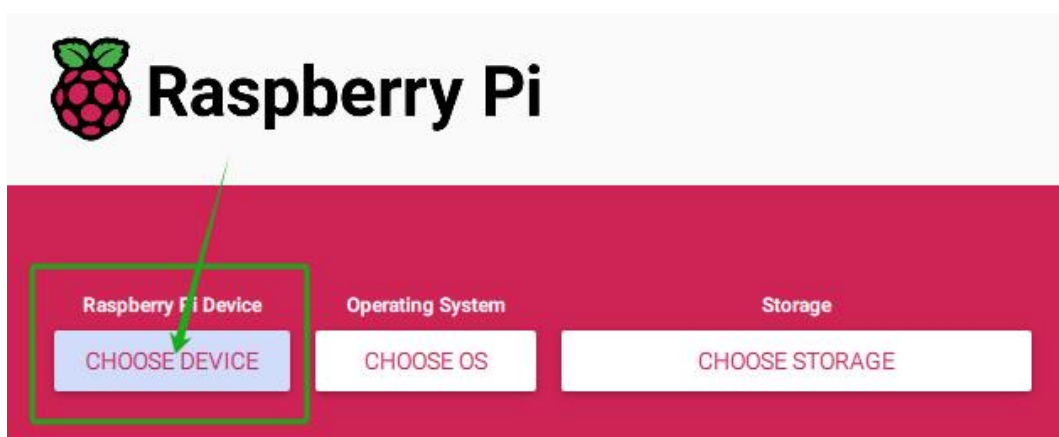 Raspberry Pi
Raspberry Pi Device
Operating System
Storage
CHOOSE DEVICE
CHOOSE OS
CHOOSE STORAGE